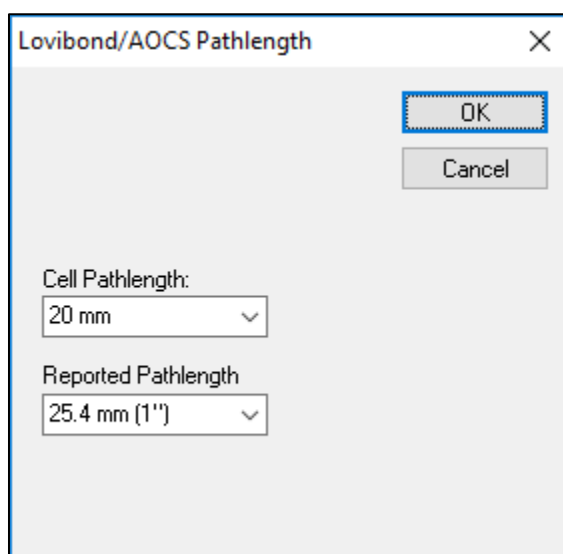 Lovibond/AOCS Pathlength
OK
Cancel
Cell Pathlength:
20 mm
Reported Pathlength
25.4 mm (1")